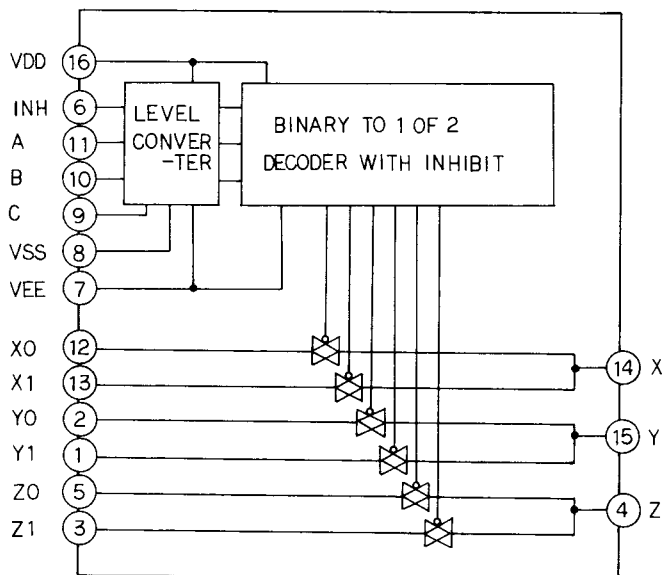 VDD 16
INH 6
A 11
B 10
C 9
VSS 8
VEE 7
LEVEL
CONVER
-TER
BINARY TO 1 OF 2
DECODER WITH INHIBIT
X0 12
X1 13
Y0 2
Y1 1
Z0 5
Z1 3
14 X
15 Y
4 Z